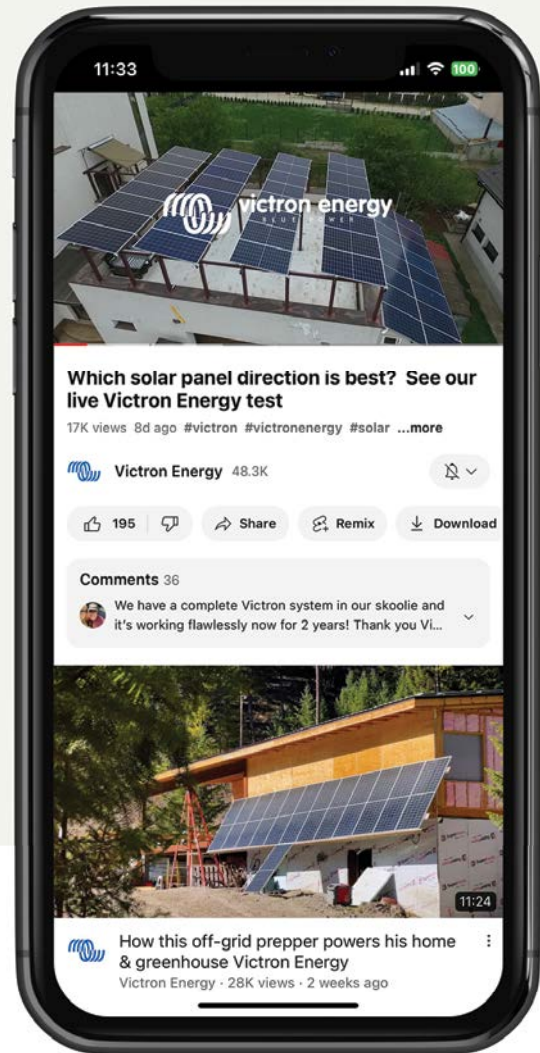 11:33
100
victron energy
BLUE POWER
Which solar panel direction is best? See our
live Victron Energy test
17K views 8d ago #victron #victronenergy #solar ...more
Victron Energy 48.3K
195 Share Remix Download
Comments 36
We have a complete Victron system in our skoolie and
it's working flawlessly now for 2 years! Thank you Vi...
11:24
How this off-grid prepper powers his home
& greenhouse Victron Energy
Victron Energy · 28K views · 2 weeks ago